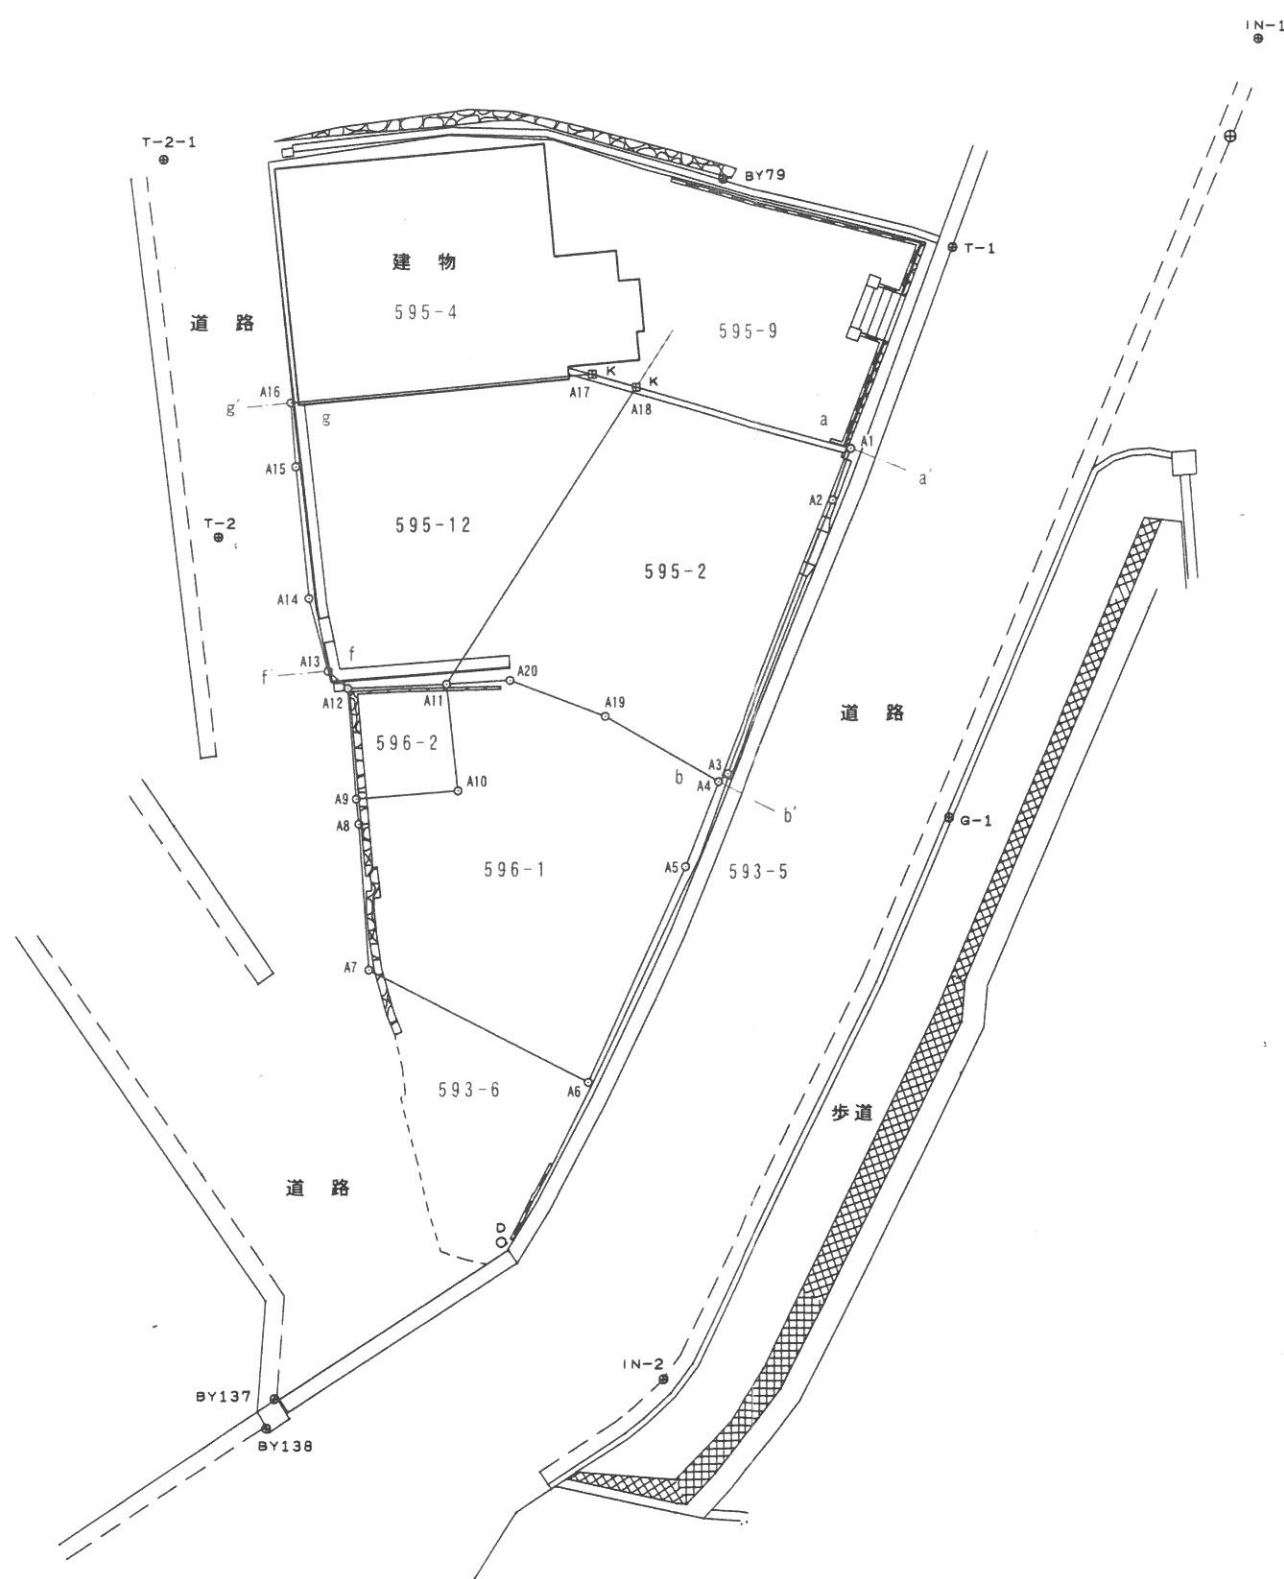 IN-1
T-2-1
BY79
T-1
建物
595-4
道路
595-9
A16
A17
K
K
A18
g'
g
a
A1
a'
A15
A2
T-2
595-12
595-2
A14
A13
f
f
A20
A12
A11
A19
道路
596-2
A3
b
A4
A10
A9
b'
A8
G-1
596-1
A5
593-5
A7
A6
593-6
歩道
道路
D
IN-2
BY137
BY138